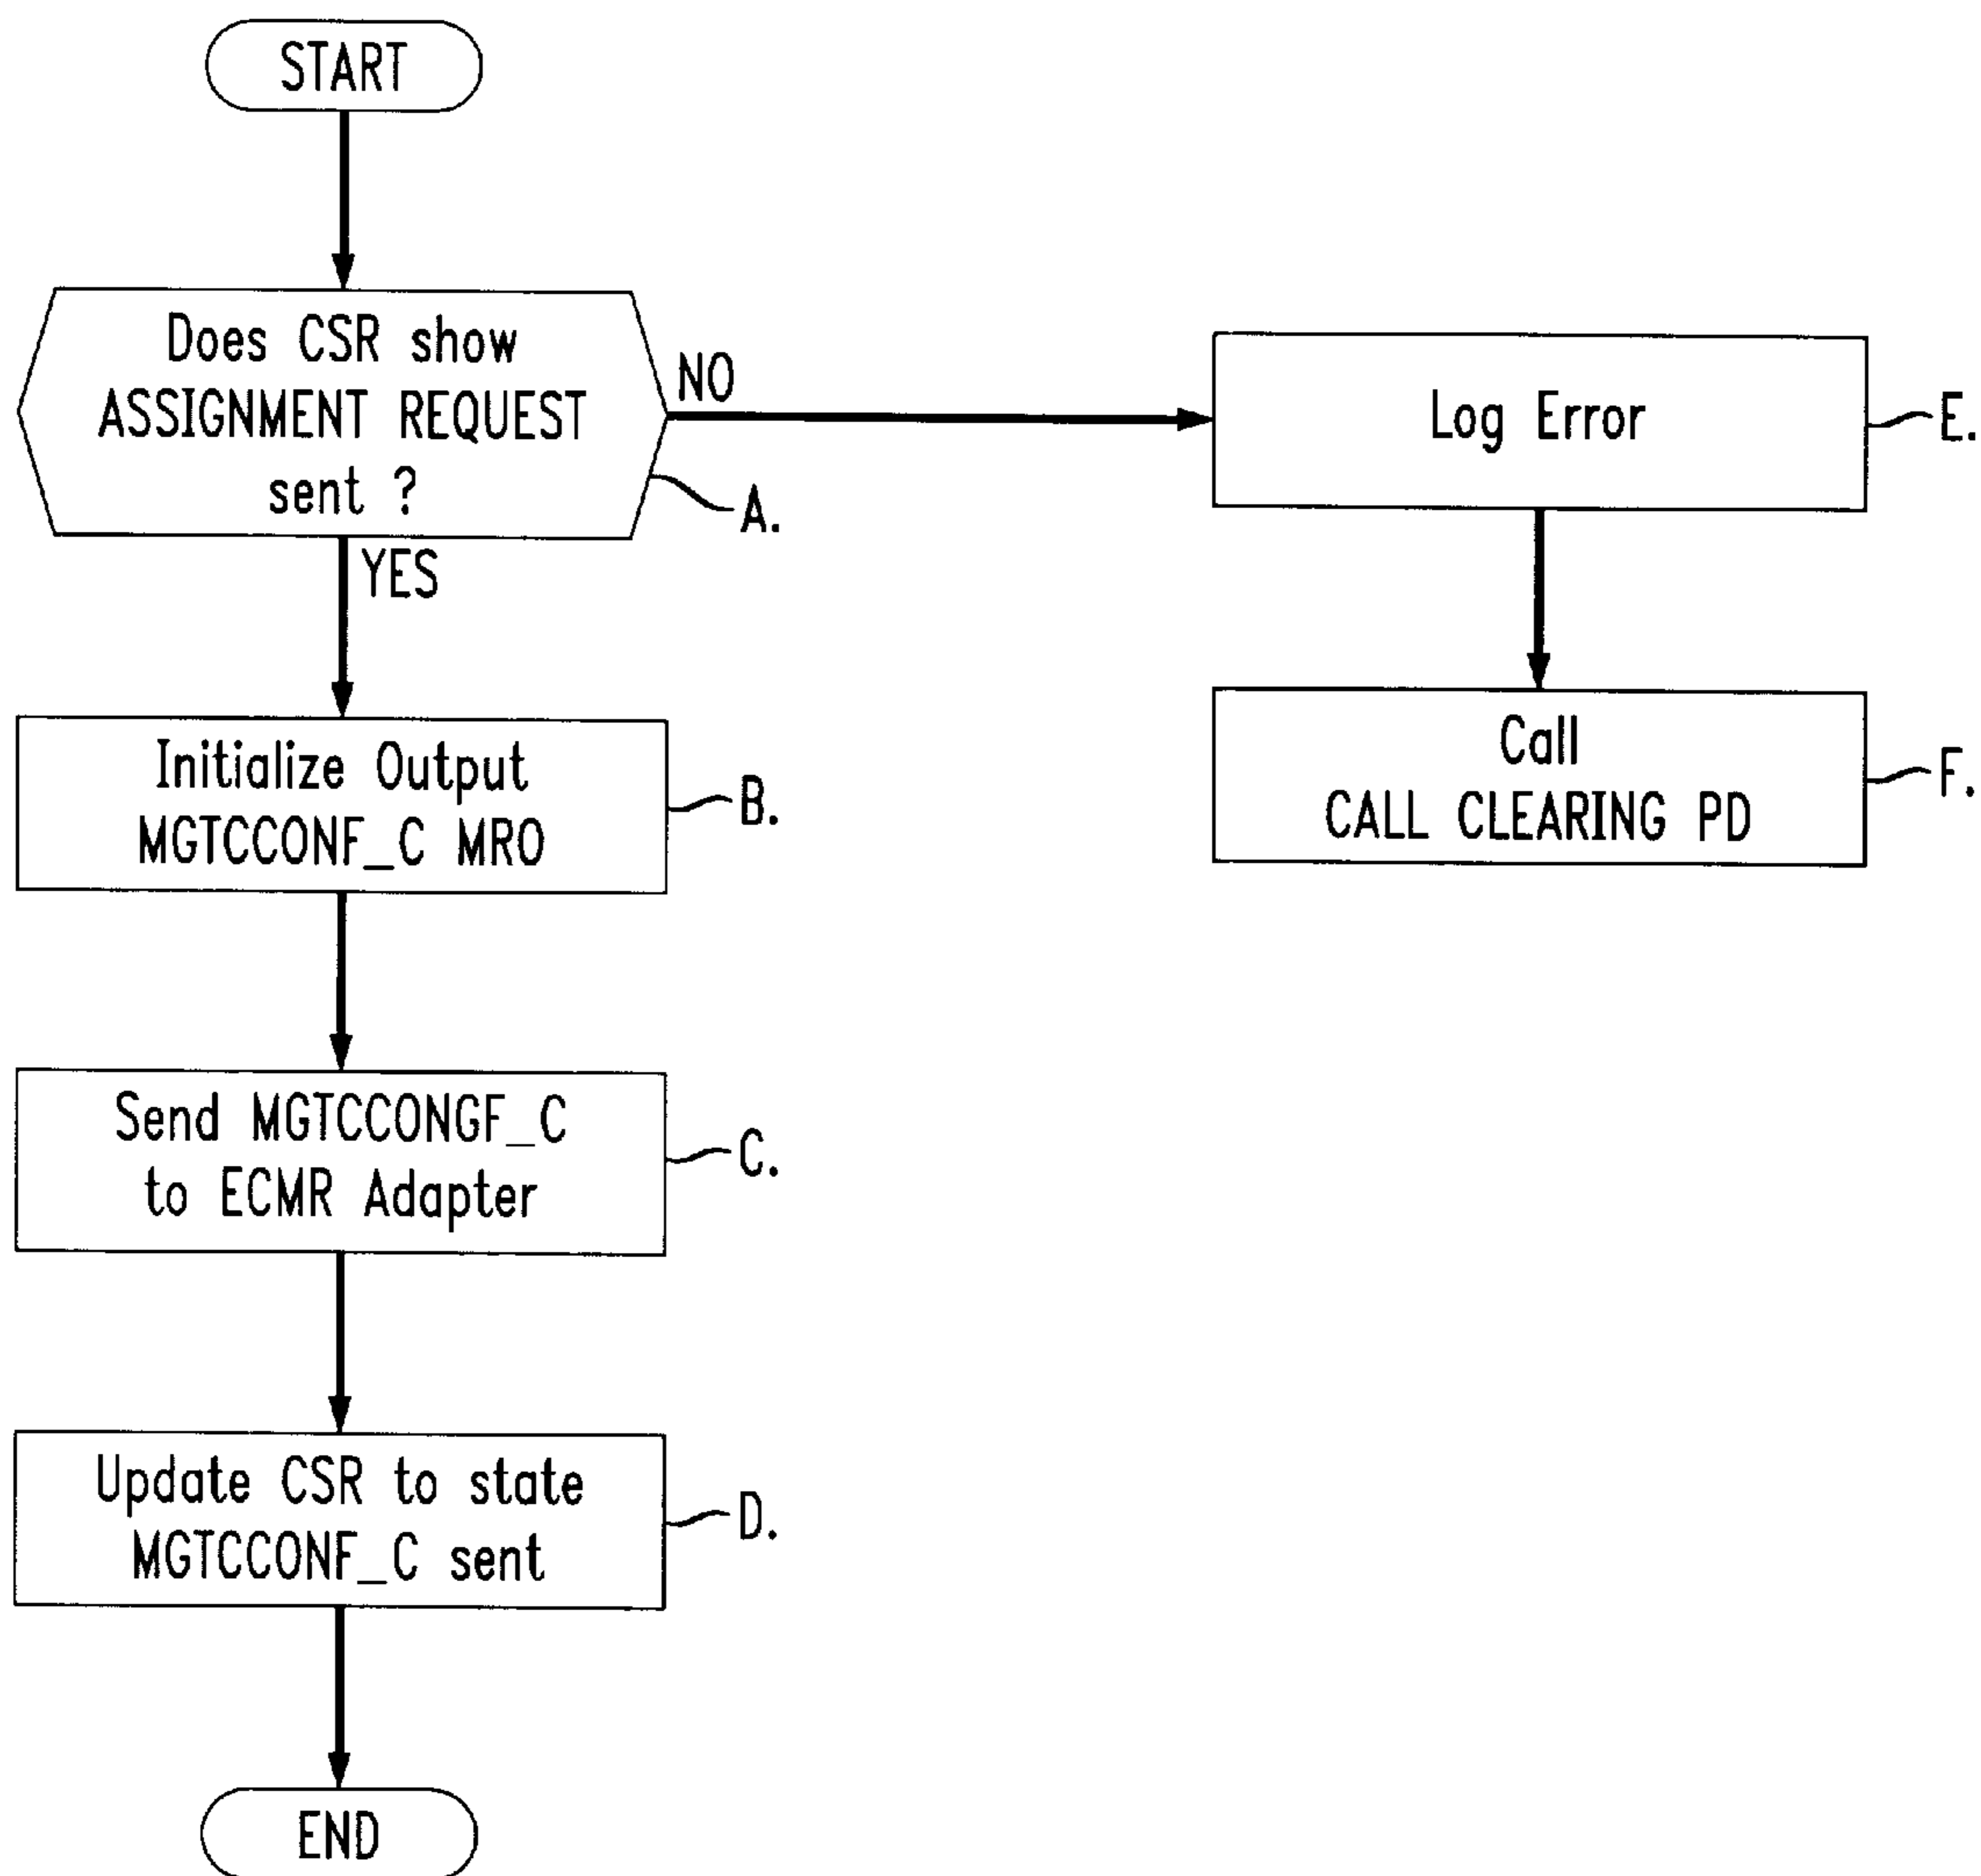 START
Does CSR show
ASSIGNMENT REQUEST
sent ?
NO
A.
YES
Log Error
E.
Call
CALL CLEARING PD
F.
Initialize Output
MGTCCONF_C MRO
B.
Send MGTCCONGF_C
to ECMR Adapter
C.
Update CSR to state
MGTCCONF_C sent
D.
END